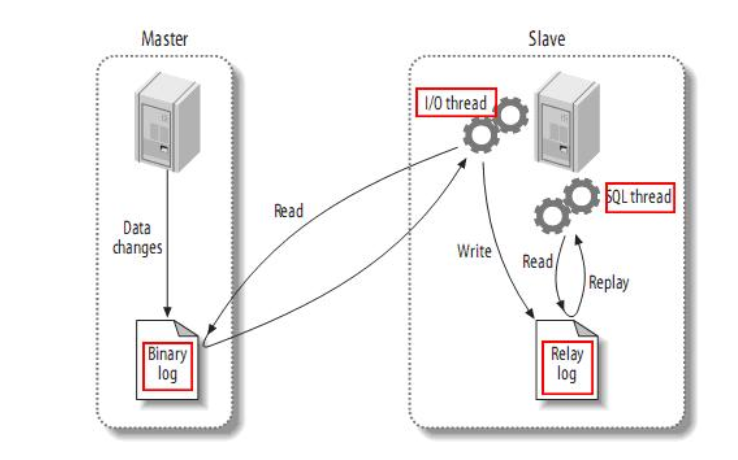 Master
Slave
I/O thread
SQL thread
Read
Data
changes
Write
Read
Replay
Binary
log
Relay
log